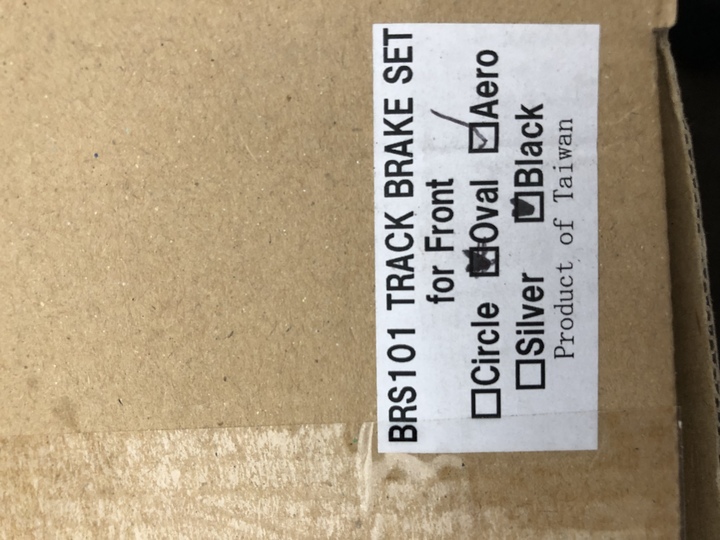 BRS101 TRACK BRAKE SET
for Front
☐Circle ☑Oval ☑Aero
☐Silver ☑Black
Product of Taiwan